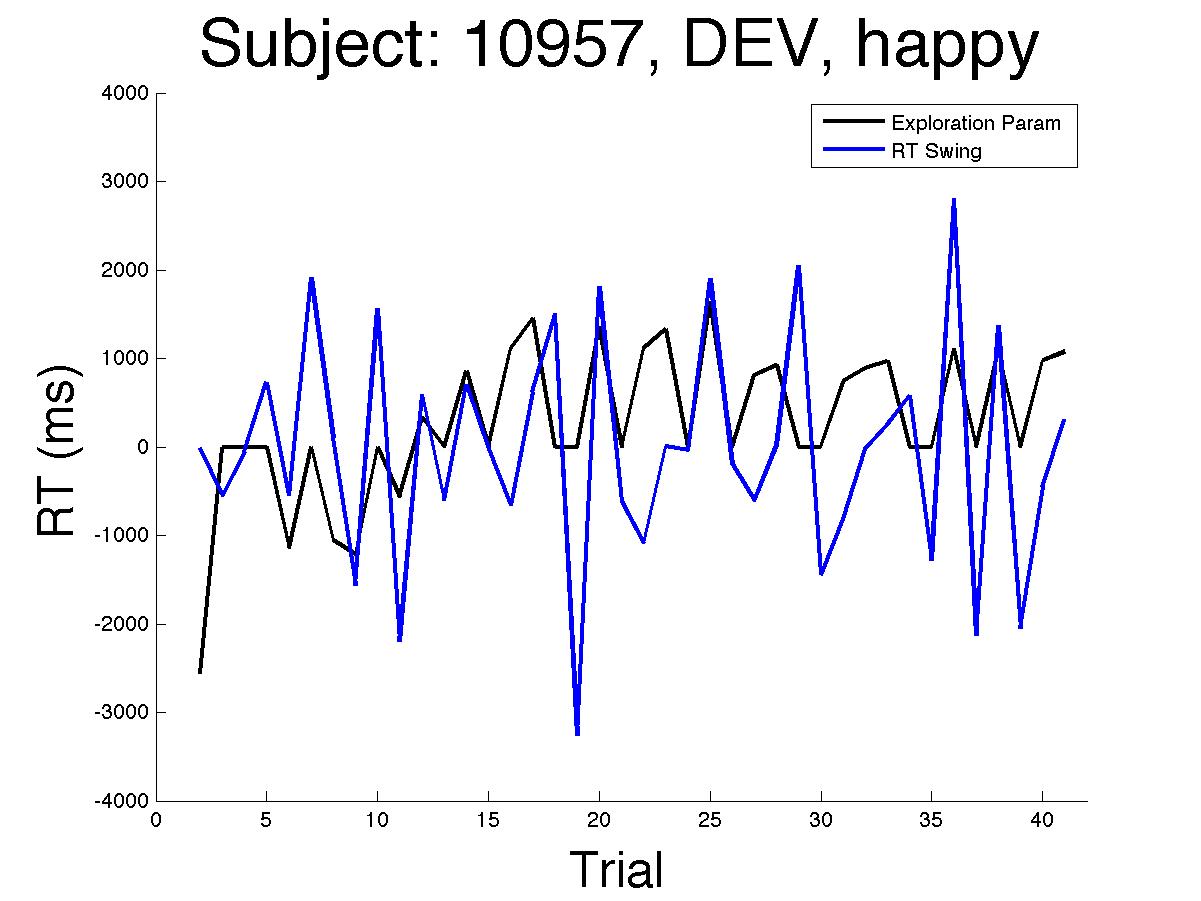 Subject: 10957, DEV, happy
4000
3000
2000
1000
0
-1000
-2000
-3000
-4000
RT (ms)
Exploration Param
RT Swing
0 5 10 15 20 25 30 35 40
Trial